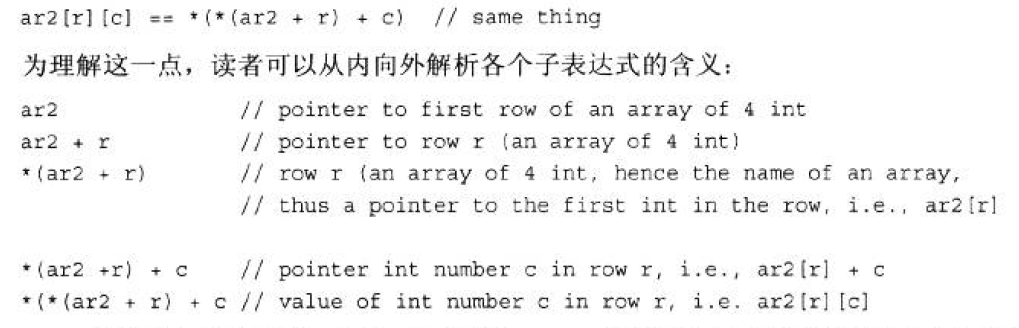 ar2[r][c] == *(*(ar2 + r) + c)  // same thing
为理解这一点，读者可以从内向外解析各个子表达式的含义：
ar2 // pointer to first row of an array of 4 int
ar2 + r // pointer to row r (an array of 4 int)
*(ar2 + r) // row r (an array of 4 int, hence the name of an array,
// thus a pointer to the first int in the row, i.e., ar2[r]
*(ar2 +r) + c // pointer int number c in row r, i.e., ar2[r] + c
*(*(ar2 + r) + c // value of int number c in row r, i.e. ar2[r][c]